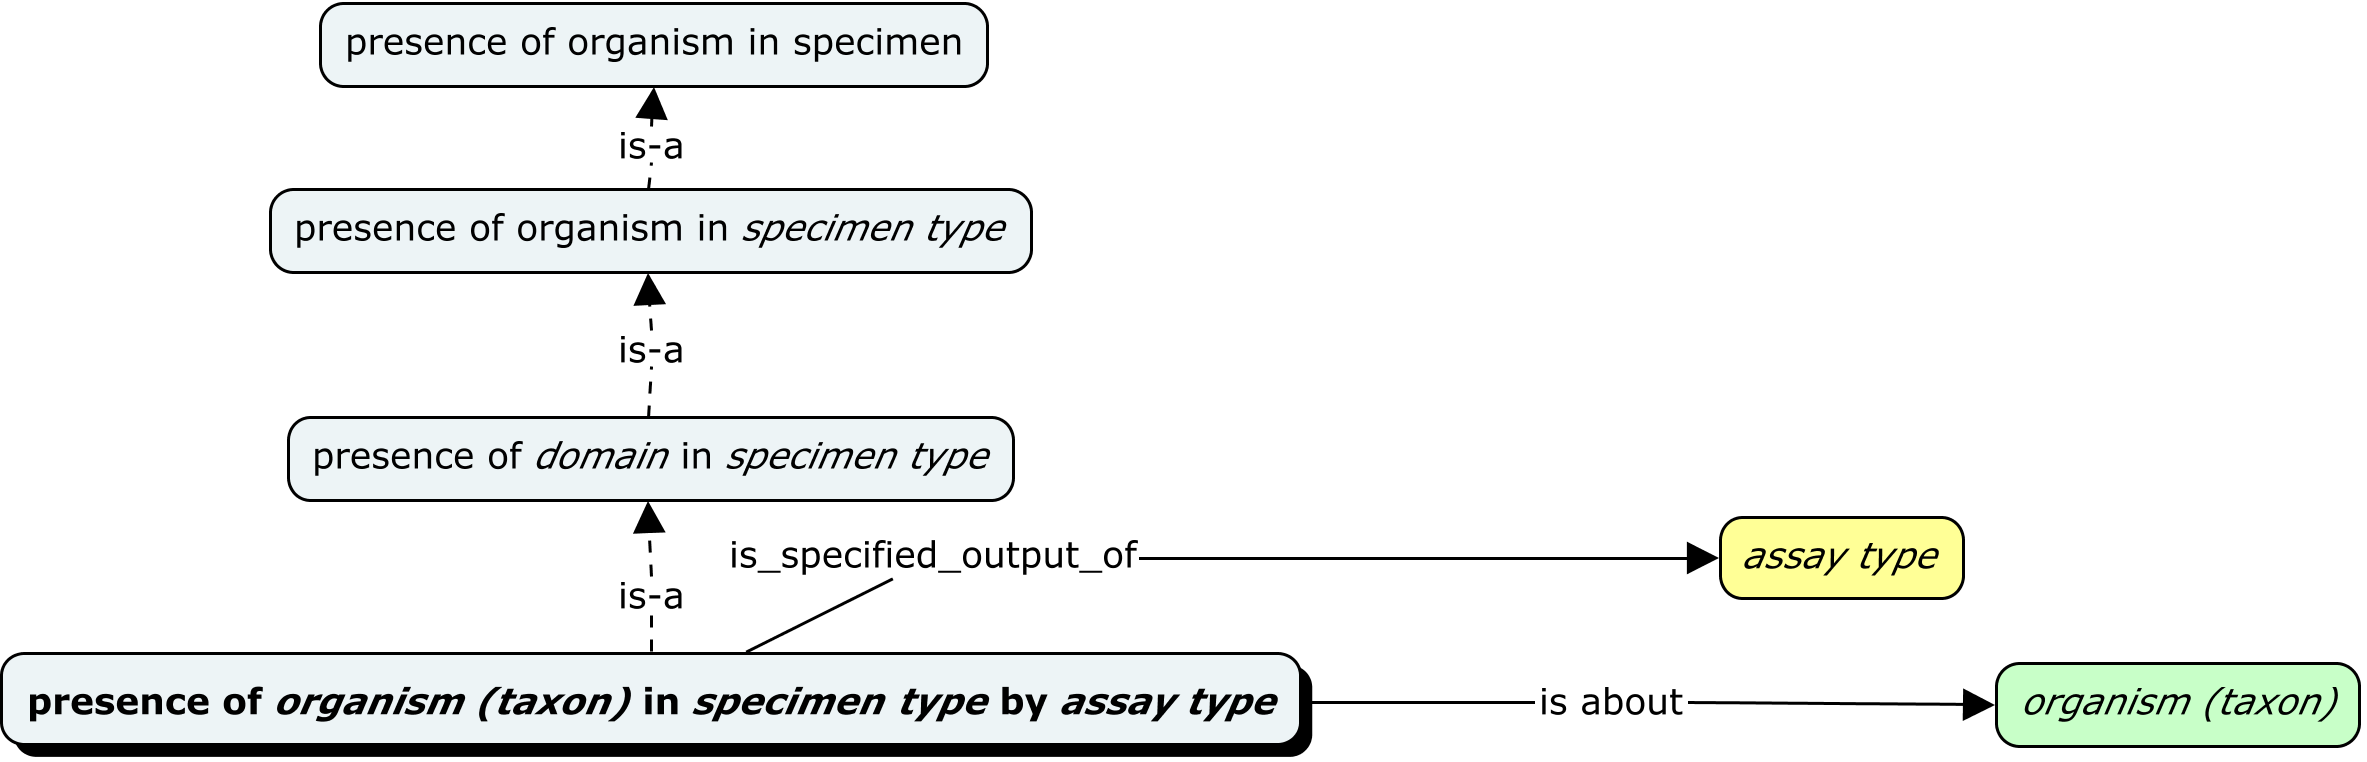 presence of organism in specimen
is-a
presence of organism in specimen type
is-a
presence of domain in specimen type
is_specified_output_of
assay type
is-a
presence of organism (taxon) in specimen type by assay type
is about
organism (taxon)